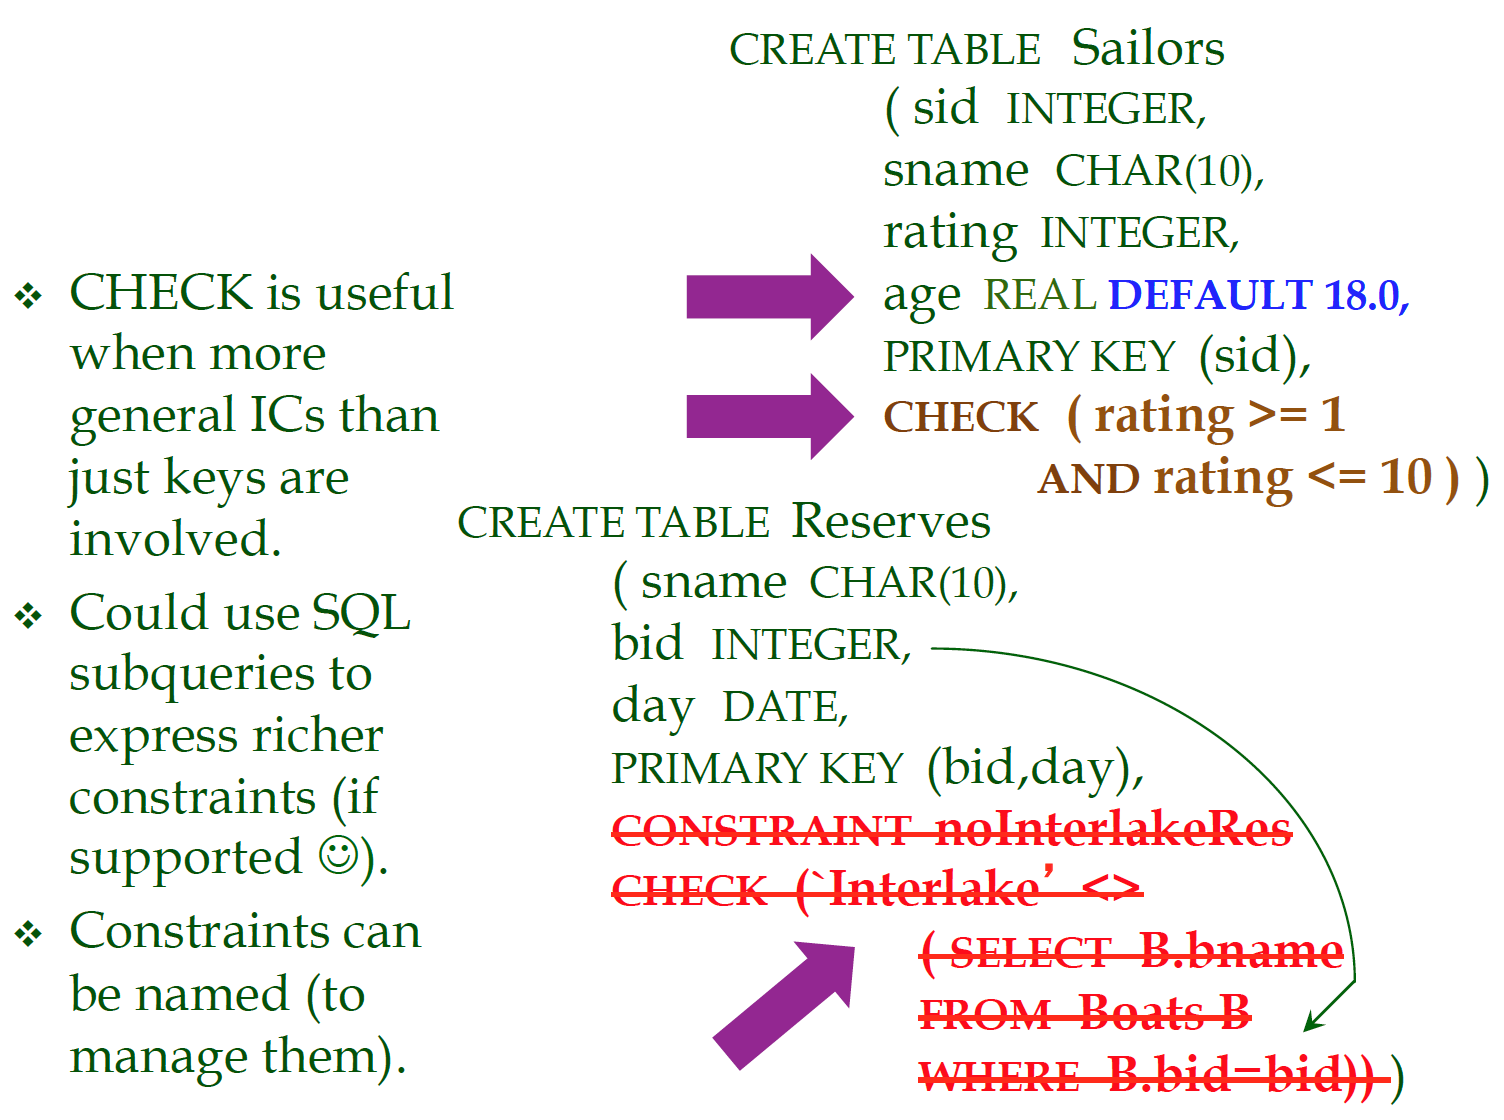 CREATE TABLE Sailors
( sid INTEGER,
sname CHAR(10),
rating INTEGER,
age REAL DEFAULT 18.0,
PRIMARY KEY (sid),
CHECK ( rating >= 1
AND rating <= 10 ) )
❖ CHECK is useful
when more
general ICs than
just keys are
involved.
❖ Could use SQL
subqueries to
express richer
constraints (if
supported ☺).
❖ Constraints can
be named (to
manage them).
CREATE TABLE Reserves
( sname CHAR(10),
bid INTEGER,
day DATE,
PRIMARY KEY (bid,day),
CONSTRAINT noInterlakeRes
CHECK (`Interlake’ <>
( SELECT B.bname
FROM Boats B
WHERE B.bid=bid)) )